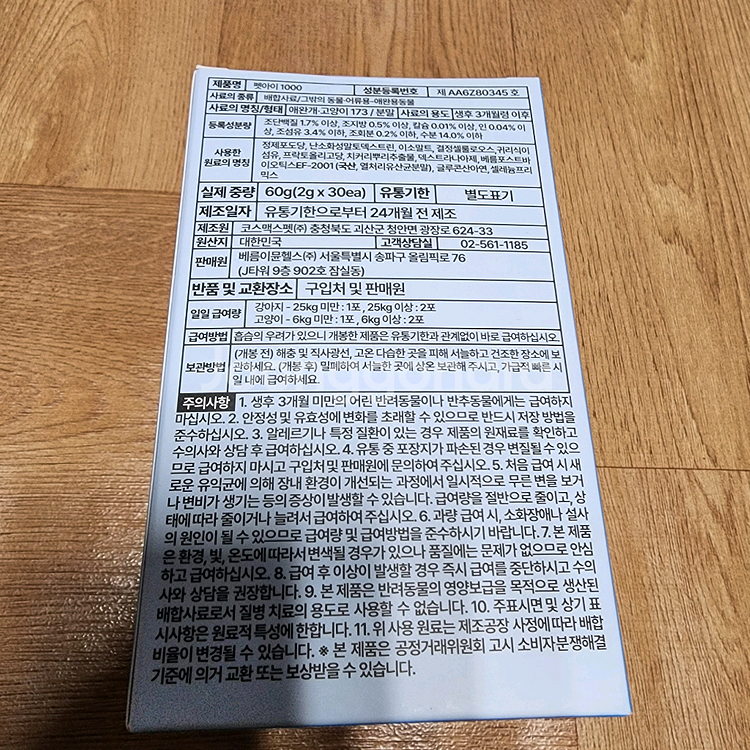 제품명 펫아이 1000 성분등록번호 제 AA6Z80345 호
사료의 종류 배합사료/그밖의 동물·어류용-애완용동물
사료의 명칭/형태 애완개·고양이 173 / 분말 사료의 용도 생후 3개월령 이후
등록성분량 조단백질 1.7% 이상, 조지방 0.5% 이상, 칼슘 0.01% 이상, 인 0.04% 이
상, 조섬유 3.4% 이하, 조회분 0.2% 이하, 수분 14.0% 이하
사용한
원료의 명칭
정제포도당, 난소화성말토덱스트린, 이소말트, 결정셀룰로오스, 귀리식이
섬유, 프락토올리고당, 치커리뿌리추출물, 덱스트라나아제, 베름포스트바
이오틱스EF-2001 (국산, 열처리유산균분말), 글루콘산아연, 셀레늄프리
믹스
실제 중량 60g(2g x 30ea) 유통기한 별도표기
제조일자 유통기한으로부터 24개월 전 제조
제조원 코스맥스펫(주) 충청북도 괴산군 청안면 광장로 624-33
원산지 대한민국 고객상담실 02-561-1185
판매원 베름이뮨헬스(주) 서울특별시 송파구 올림픽로 76
(J타워 9층 902호 잠실동)
반품 및 교환장소 구입처 및 판매원
일일 급여량 강아지 - 25kg 미만 : 1포 , 25kg 이상 : 2포
고양이 - 6kg 미만 : 1포 , 6kg 이상 : 2포
급여방법 흡습의 우려가 있으니 개봉한 제품은 유통기한과 관계없이 바로 급여하십시오.
보관방법 (개봉 전) 해충 및 직사광선, 고온 다습한 곳을 피해 서늘하고 건조한 장소에 보
관하세요. (개봉 후) 밀폐하여 서늘한 곳에 상온 보관해 주시고, 가급적 빠른 시
일 내에 급여하세요.
주의사항 1. 생후 3개월 미만의 어린 반려동물이나 반추동물에게는 급여하지
마십시오. 2. 안정성 및 유효성에 변화를 초래할 수 있으므로 반드시 저장 방법을
준수하십시오. 3. 알레르기나 특정 질환이 있는 경우 제품의 원재료를 확인하고
수의사와 상담 후 급여하십시오. 4. 유통 중 포장지가 파손된 경우 변질될 수 있으
므로 급여하지 마시고 구입처 및 판매원에 문의하여 주십시오. 5. 처음 급여 시 새
로운 유익균에 의해 장내 환경이 개선되는 과정에서 일시적으로 무른 변을 보거
나 변비가 생기는 등의 증상이 발생할 수 있습니다. 급여량을 절반으로 줄이고, 상
태에 따라 줄이거나 늘려서 급여하여 주십시오. 6. 과량 급여 시, 소화장애나 설사
의 원인이 될 수 있으므로 급여량 및 급여방법을 준수하시기 바랍니다. 7. 본 제품
은 환경, 빛, 온도에 따라서 변색될 경우가 있으나 품질에는 문제가 없으므로 안심
하고 급여하십시오. 8. 급여 후 이상이 발생할 경우 즉시 급여를 중단하시고 수의
사와 상담을 권장합니다. 9. 본 제품은 반려동물의 영양보급을 목적으로 생산된
배합사료로서 질병 치료의 용도로 사용할 수 없습니다. 10. 주표시면 및 상기 표
시사항은 원료적 특성에 한합니다. 11. 위 사용 원료는 제조공장 사정에 따라 배합
비율이 변경될 수 있습니다. ※ 본 제품은 공정거래위원회 고시 소비자분쟁해결
기준에 의거 교환 또는 보상받을 수 있습니다.